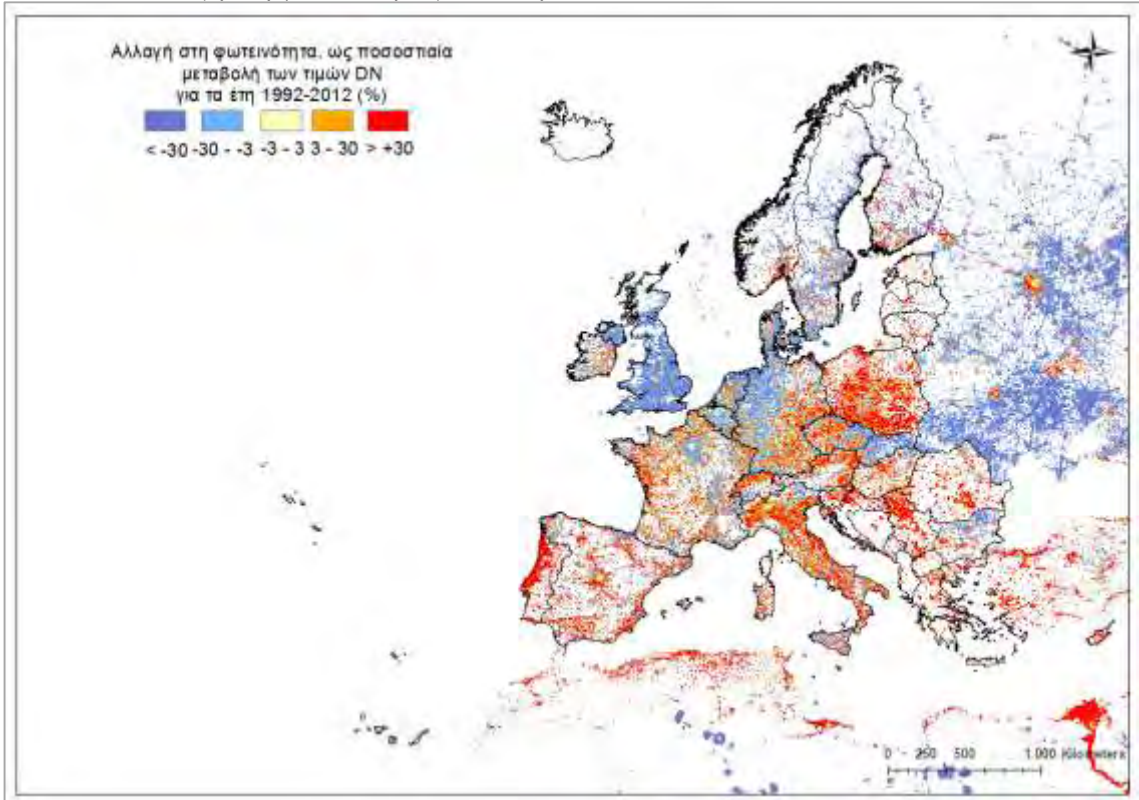 Αλλαγή στη φωτεινότητα, ως ποσοστιαία
μεταβολή των τιμών DN
για τα έτη 1992-2012 (%)
< -30 -30 - -3 -3 - 3 3 - 30 > +30
0 250 500 1.000 Kilometers